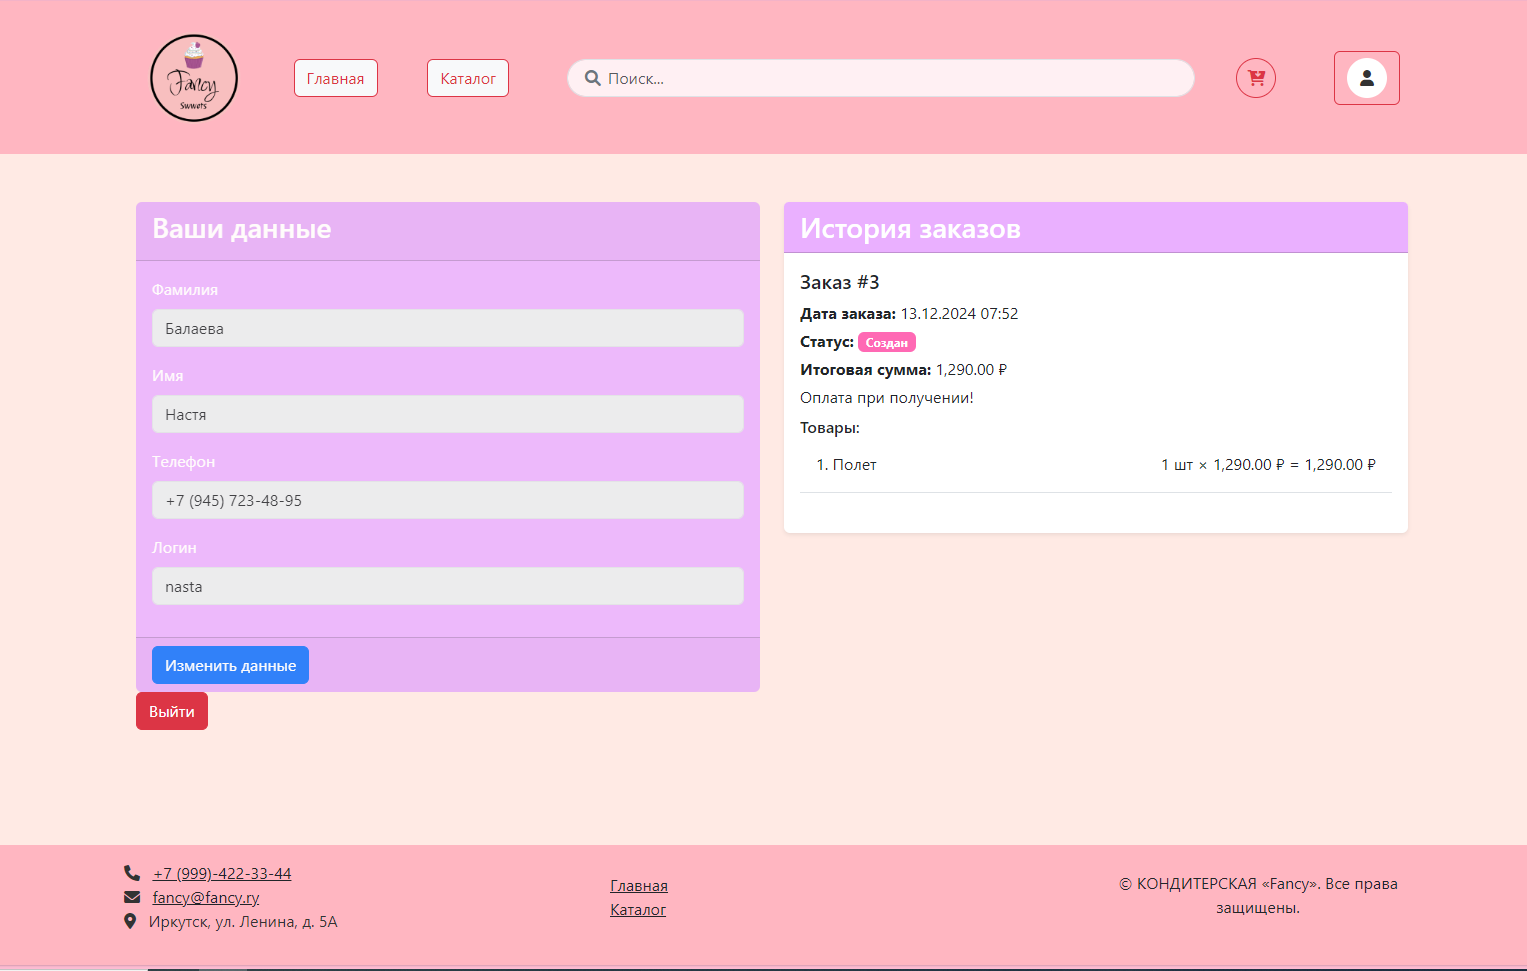 Fancy
Swwets
Главная
Каталог
Поиск...
Ваши данные
Фамилия
Балаева
Имя
Настя
Телефон
+7 (945) 723-48-95
Логин
nasta
Изменить данные
Выйти
История заказов
Заказ #3
Дата заказа: 13.12.2024 07:52
Статус: Создан
Итоговая сумма: 1,290.00 ₽
Оплата при получении!
Товары:
1. Полет 1 шт × 1,290.00 ₽ = 1,290.00 ₽
+7 (999)-422-33-44
fancy@fancy.ry
Иркутск, ул. Ленина, д. 5А
Главная
Каталог
© КОНДИТЕРСКАЯ «Fancy». Все права
защищены.